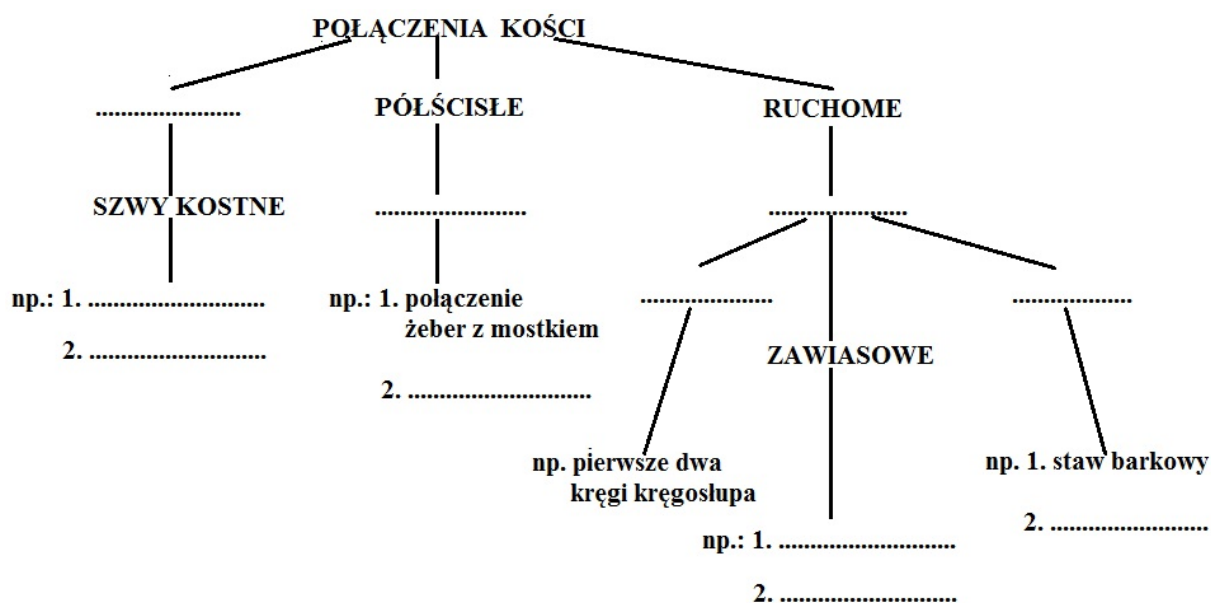 POŁĄCZENIA KOŚCI
.......................
PÓŁŚCISŁE
RUCHOME
SZWY KOSTNE
........................
......................
np.: 1. ............................
2. ............................
np.: 1. połączenie
żeber z mostkiem
2. .............................
.....................
...................
ZAWIASOWE
np. pierwsze dwa
kręgi kręgosłupa
np. 1. staw barkowy
2. .........................
np.: 1. ............................
2. ............................